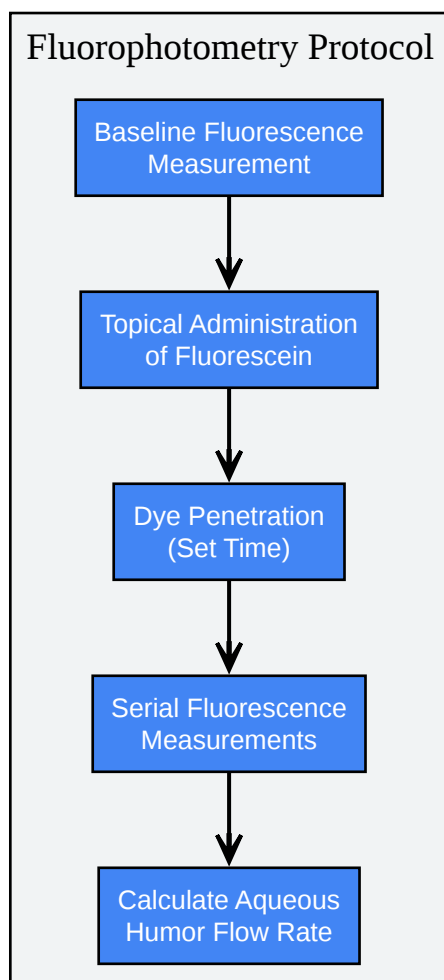 Fluorophotometry Protocol
Baseline Fluorescence
Measurement
Topical Administration
of Fluorescein
Dye Penetration
(Set Time)
Serial Fluorescence
Measurements
Calculate Aqueous
Humor Flow Rate